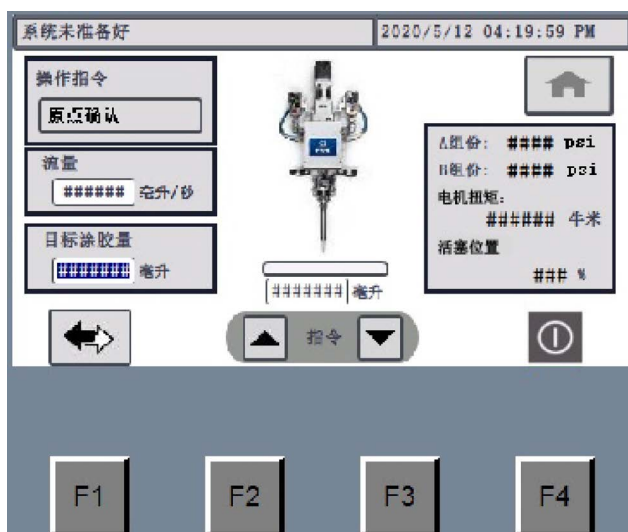 系统未准备好
2020/5/12 04:19:59 PM
操作指令
原点确认
流量
###### 毫升/秒
目标涂胶量
####### 毫升
####### 毫升
A组份: #### psi
B组份: #### psi
电机扭矩:
###### 牛米
活塞位置
### %
指令
F1
F2
F3
F4